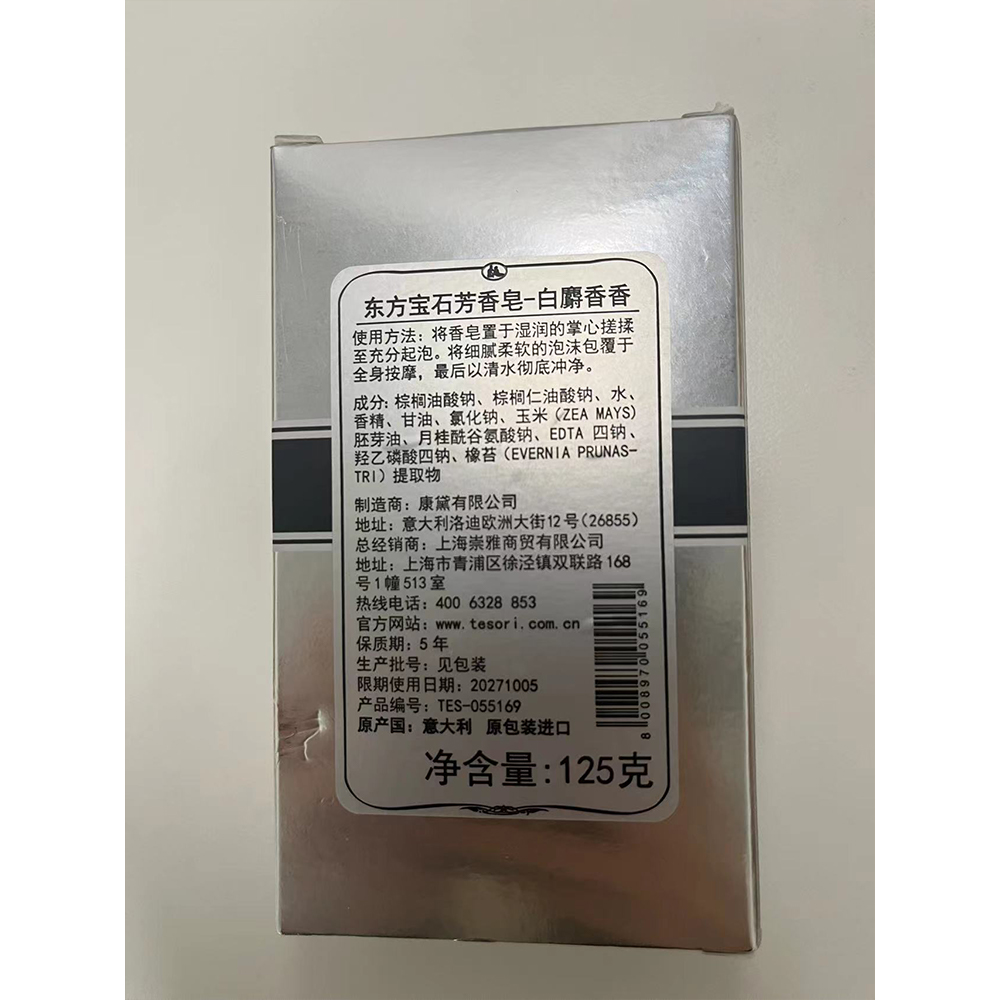 东方宝石芳香皂-白麝香香
使用方法：将香皂置于湿润的掌心搓揉
至充分起泡。将细腻柔软的泡沫包覆于
全身按摩，最后以清水彻底冲净。
成分：棕榈油酸钠、棕榈仁油酸钠、水、
香精、甘油、氯化钠、玉米（ZEA MAYS）
胚芽油、月桂酰谷氨酸钠、EDTA 四钠、
羟乙磷酸四钠、橡苔（EVERNIA PRUNAS-
TRI）提取物
制造商：康黛有限公司
地址：意大利洛迪欧洲大街12号（26855）
总经销商：上海崇雅商贸有限公司
地址：上海市青浦区徐泾镇双联路168
号1幢513室
热线电话：400 6328 853
官方网站：www.tesori.com.cn
保质期：5年
生产批号：见包装
限期使用日期：20271005
产品编号：TES-055169
原产国：意大利 原包装进口
净含量：125克
8 008970 055169